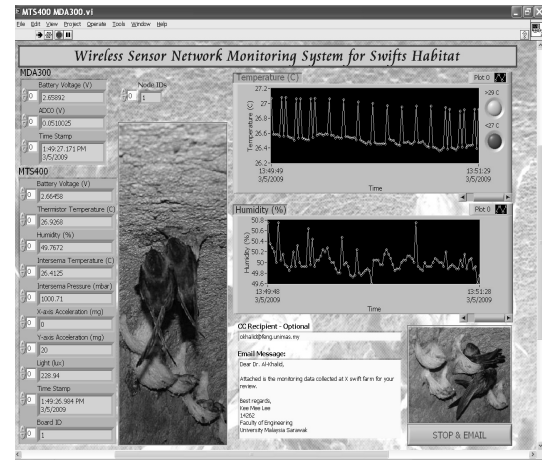 MTS400 MDA300.vi
File Edit View Project Operate Tools Window Help
Wireless Sensor Network Monitoring System for Swifts Habitat
MDA300
Battery Voltage (V)
2.65892
ADC0 (V)
0.0510025
Time Stamp
1:49:27.171 PM
3/5/2009
Node IDs
0
1
MTS400
Battery Voltage (V)
2.66458
Thermistor Temperature (C)
26.9268
Humidity (%)
49.7672
Intersema Temperature (C)
26.4125
Intersema Pressure (mbar)
1000.71
X-axis Acceleration (mg)
0
Y-axis Acceleration (mg)
20
Light (lux)
228.94
Time Stamp
1:49:26.984 PM
3/5/2009
Board ID
1
Temperature (C)
Plot 0
Temperature (C)
27.2
27
26.8
26.6
26.4
26.2
13:49:49
3/5/2009
13:51:29
3/5/2009
Time
>29 C
<27 C
Humidity (%)
Plot 0
Humidity (%)
50.8
50.6
50.4
50.2
50
49.8
49.6
13:49:48
3/5/2009
13:51:28
3/5/2009
Time
CC Recipient - Optional
okhalid@feng.unimas.my
Email Message:
Dear Dr. Al-Khalid,
Attached is the monitoring data collected at X swift farm for your
review.
Best regards,
Kee Mee Lee
14262
Faculty of Engineering
University Malaysia Sarawak
STOP & EMAIL